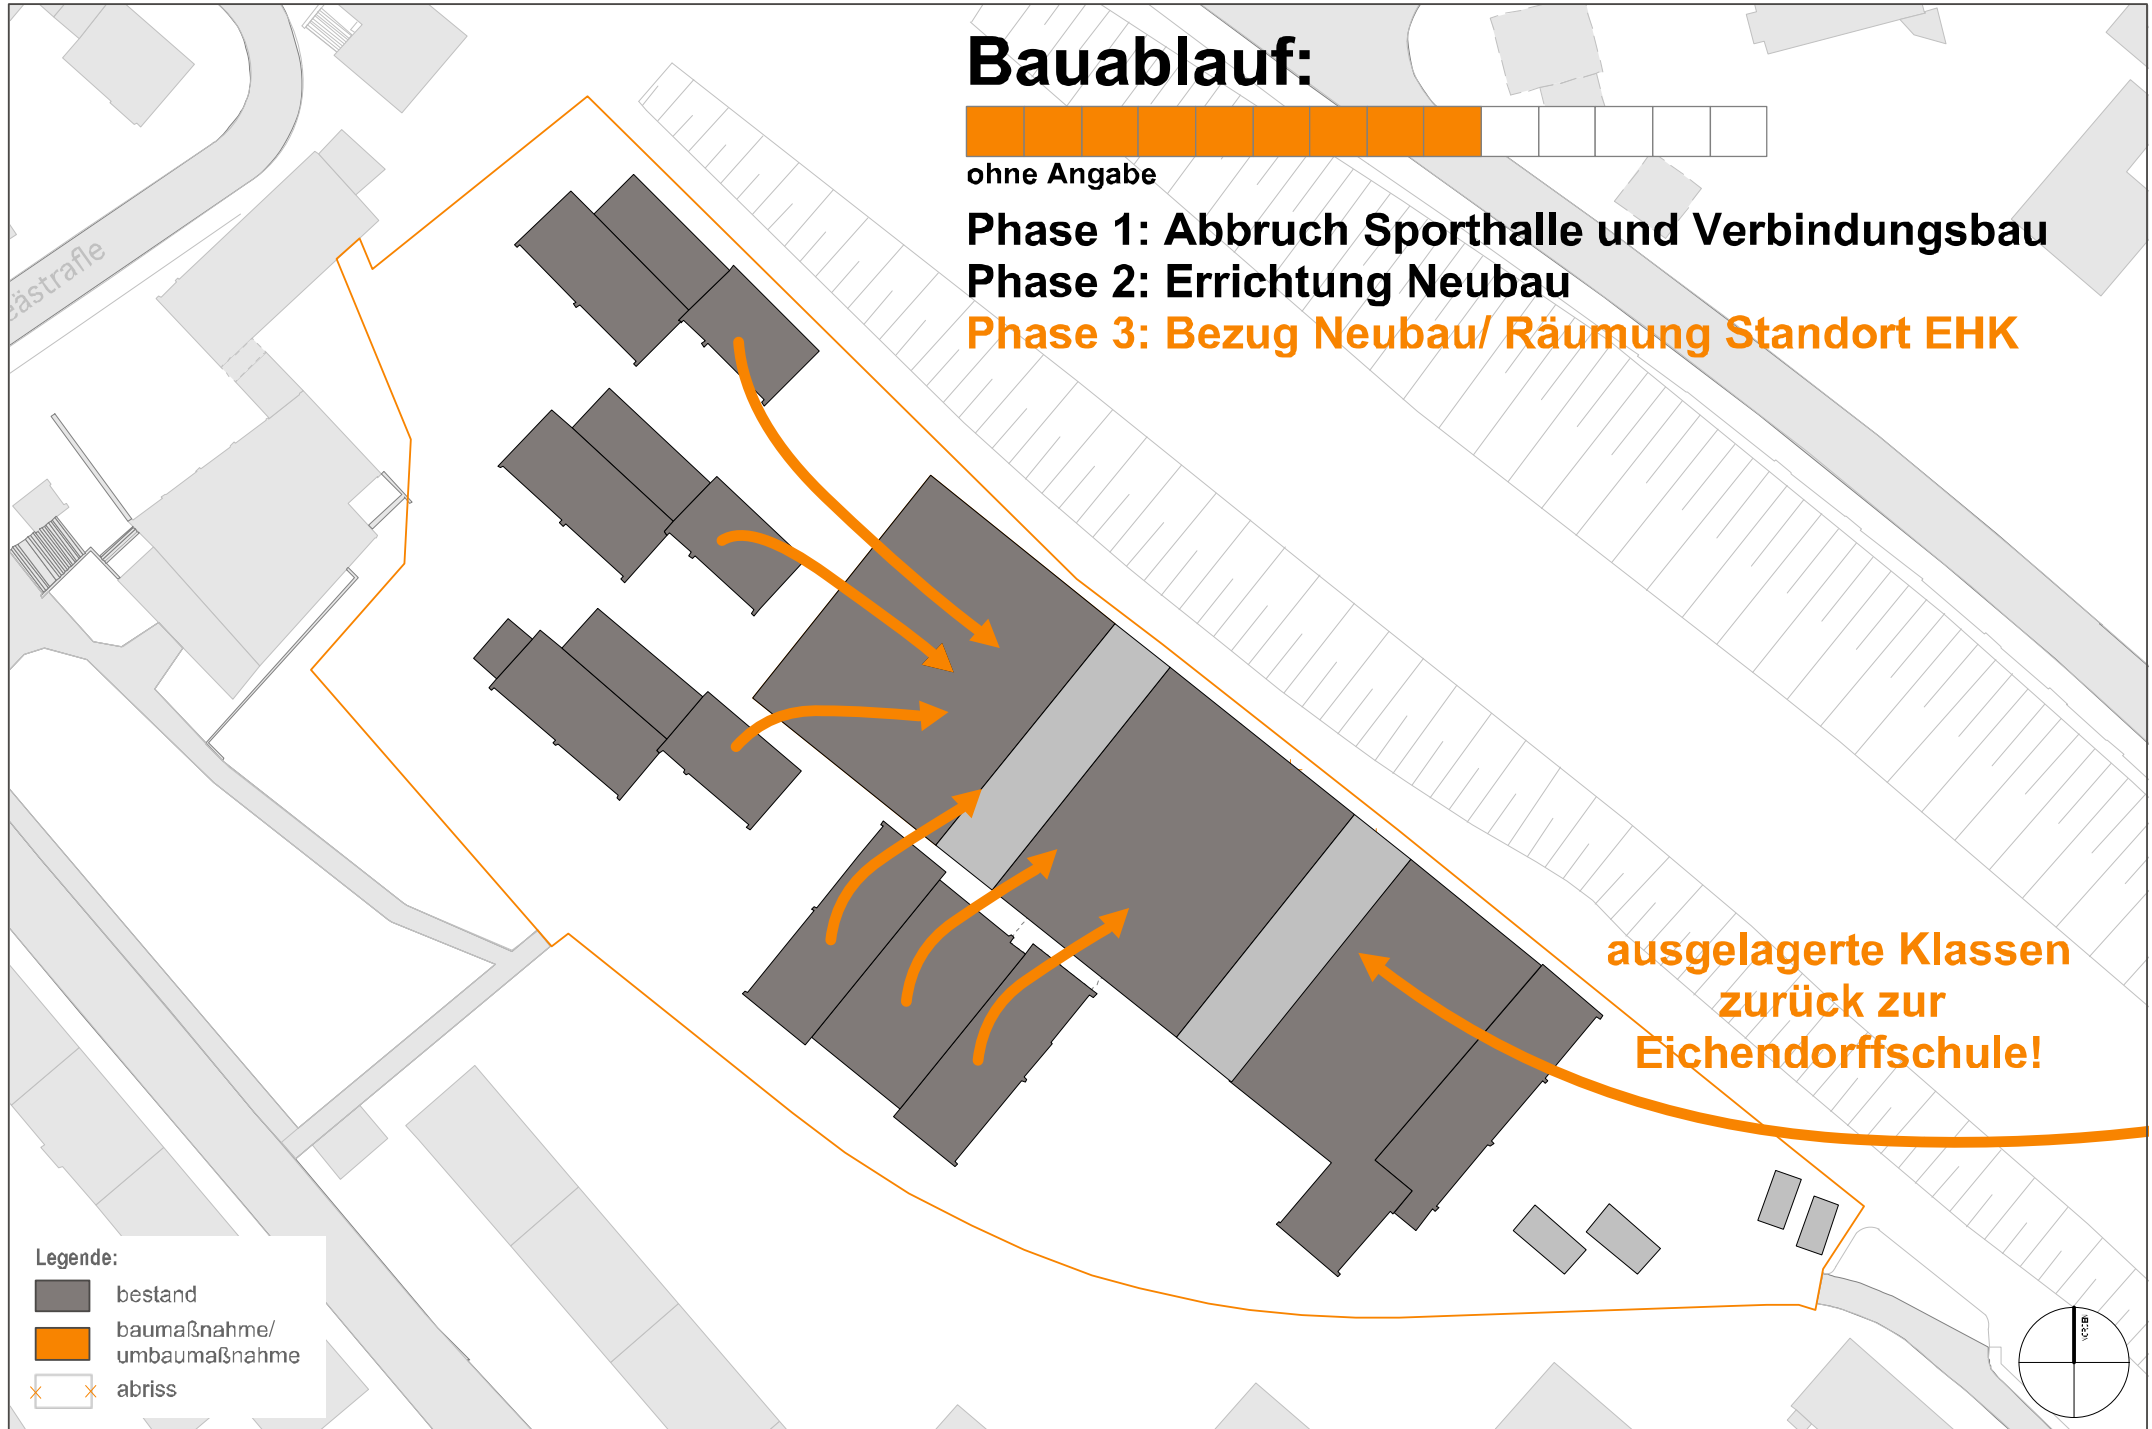 Bauablauf:
ohne Angabe
Phase 1: Abbruch Sporthalle und Verbindungsbau
Phase 2: Errichtung Neubau
Phase 3: Bezug Neubau/ Räumung Standort EHK
eästrafle
ausgelagerte Klassen
zurück zur
Eichendorffschule!
Legende:
bestand
baumaßnahme/
umbaumaßnahme
abriss